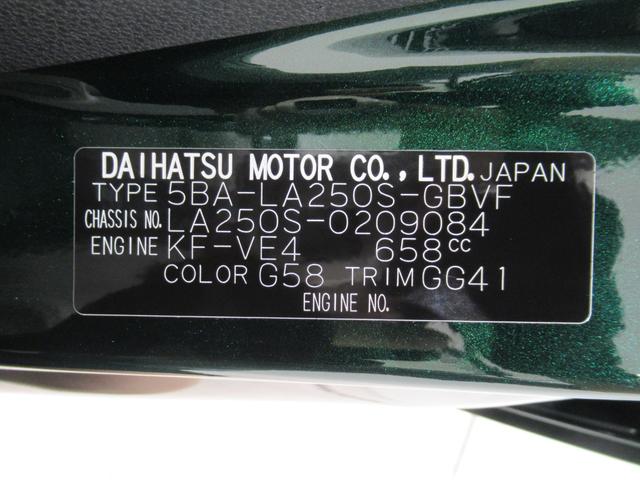 DAIHATSU MOTOR CO., LTD. JAPAN
TYPE 5BA-LA250S-GBVF
CHASSIS NO. LA250S-0209084
ENGINE KF-VE4 658cc
COLOR G58 TRIM GG41
ENGINE NO.